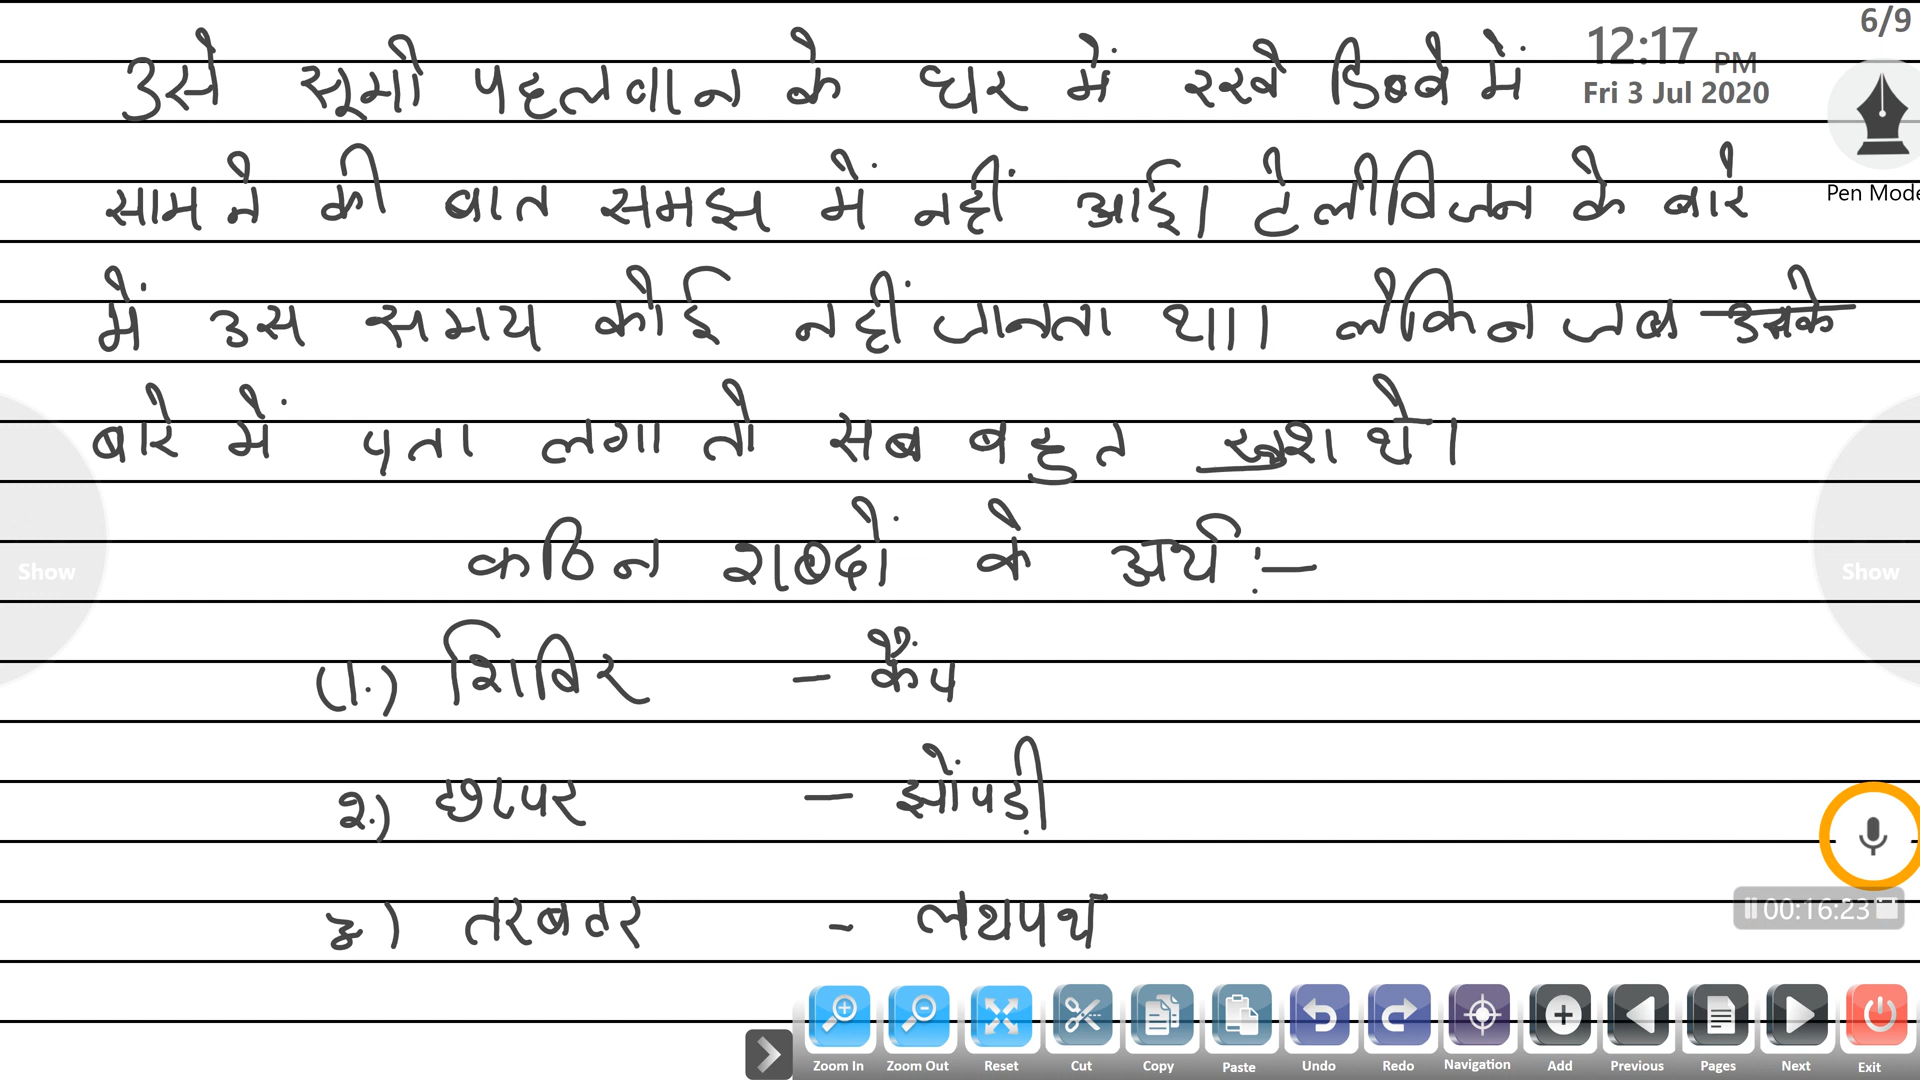 6/9
12:17 PM
Fri 3 Jul 2020
Pen Mode
उसे सूमो पहलवान के घर में रखे डिब्बे में
सामने की बात समझ में नहीं आई। टेलीविजन के बारे
में उस समय कोई नहीं जानता था। लेकिन जब उसके
बारे में पता लगा तो सब बहुत खुश थे।
कठिन शब्दों के अर्थ :—
Show
Show
(1.) शिविर — कैंप
२.) छप्पर — झोंपड़ी
३) तरबतर - लथपथ
00:16:23
Zoom In Zoom Out Reset Cut Copy Paste Undo Redo Navigation Add Previous Pages Next Exit